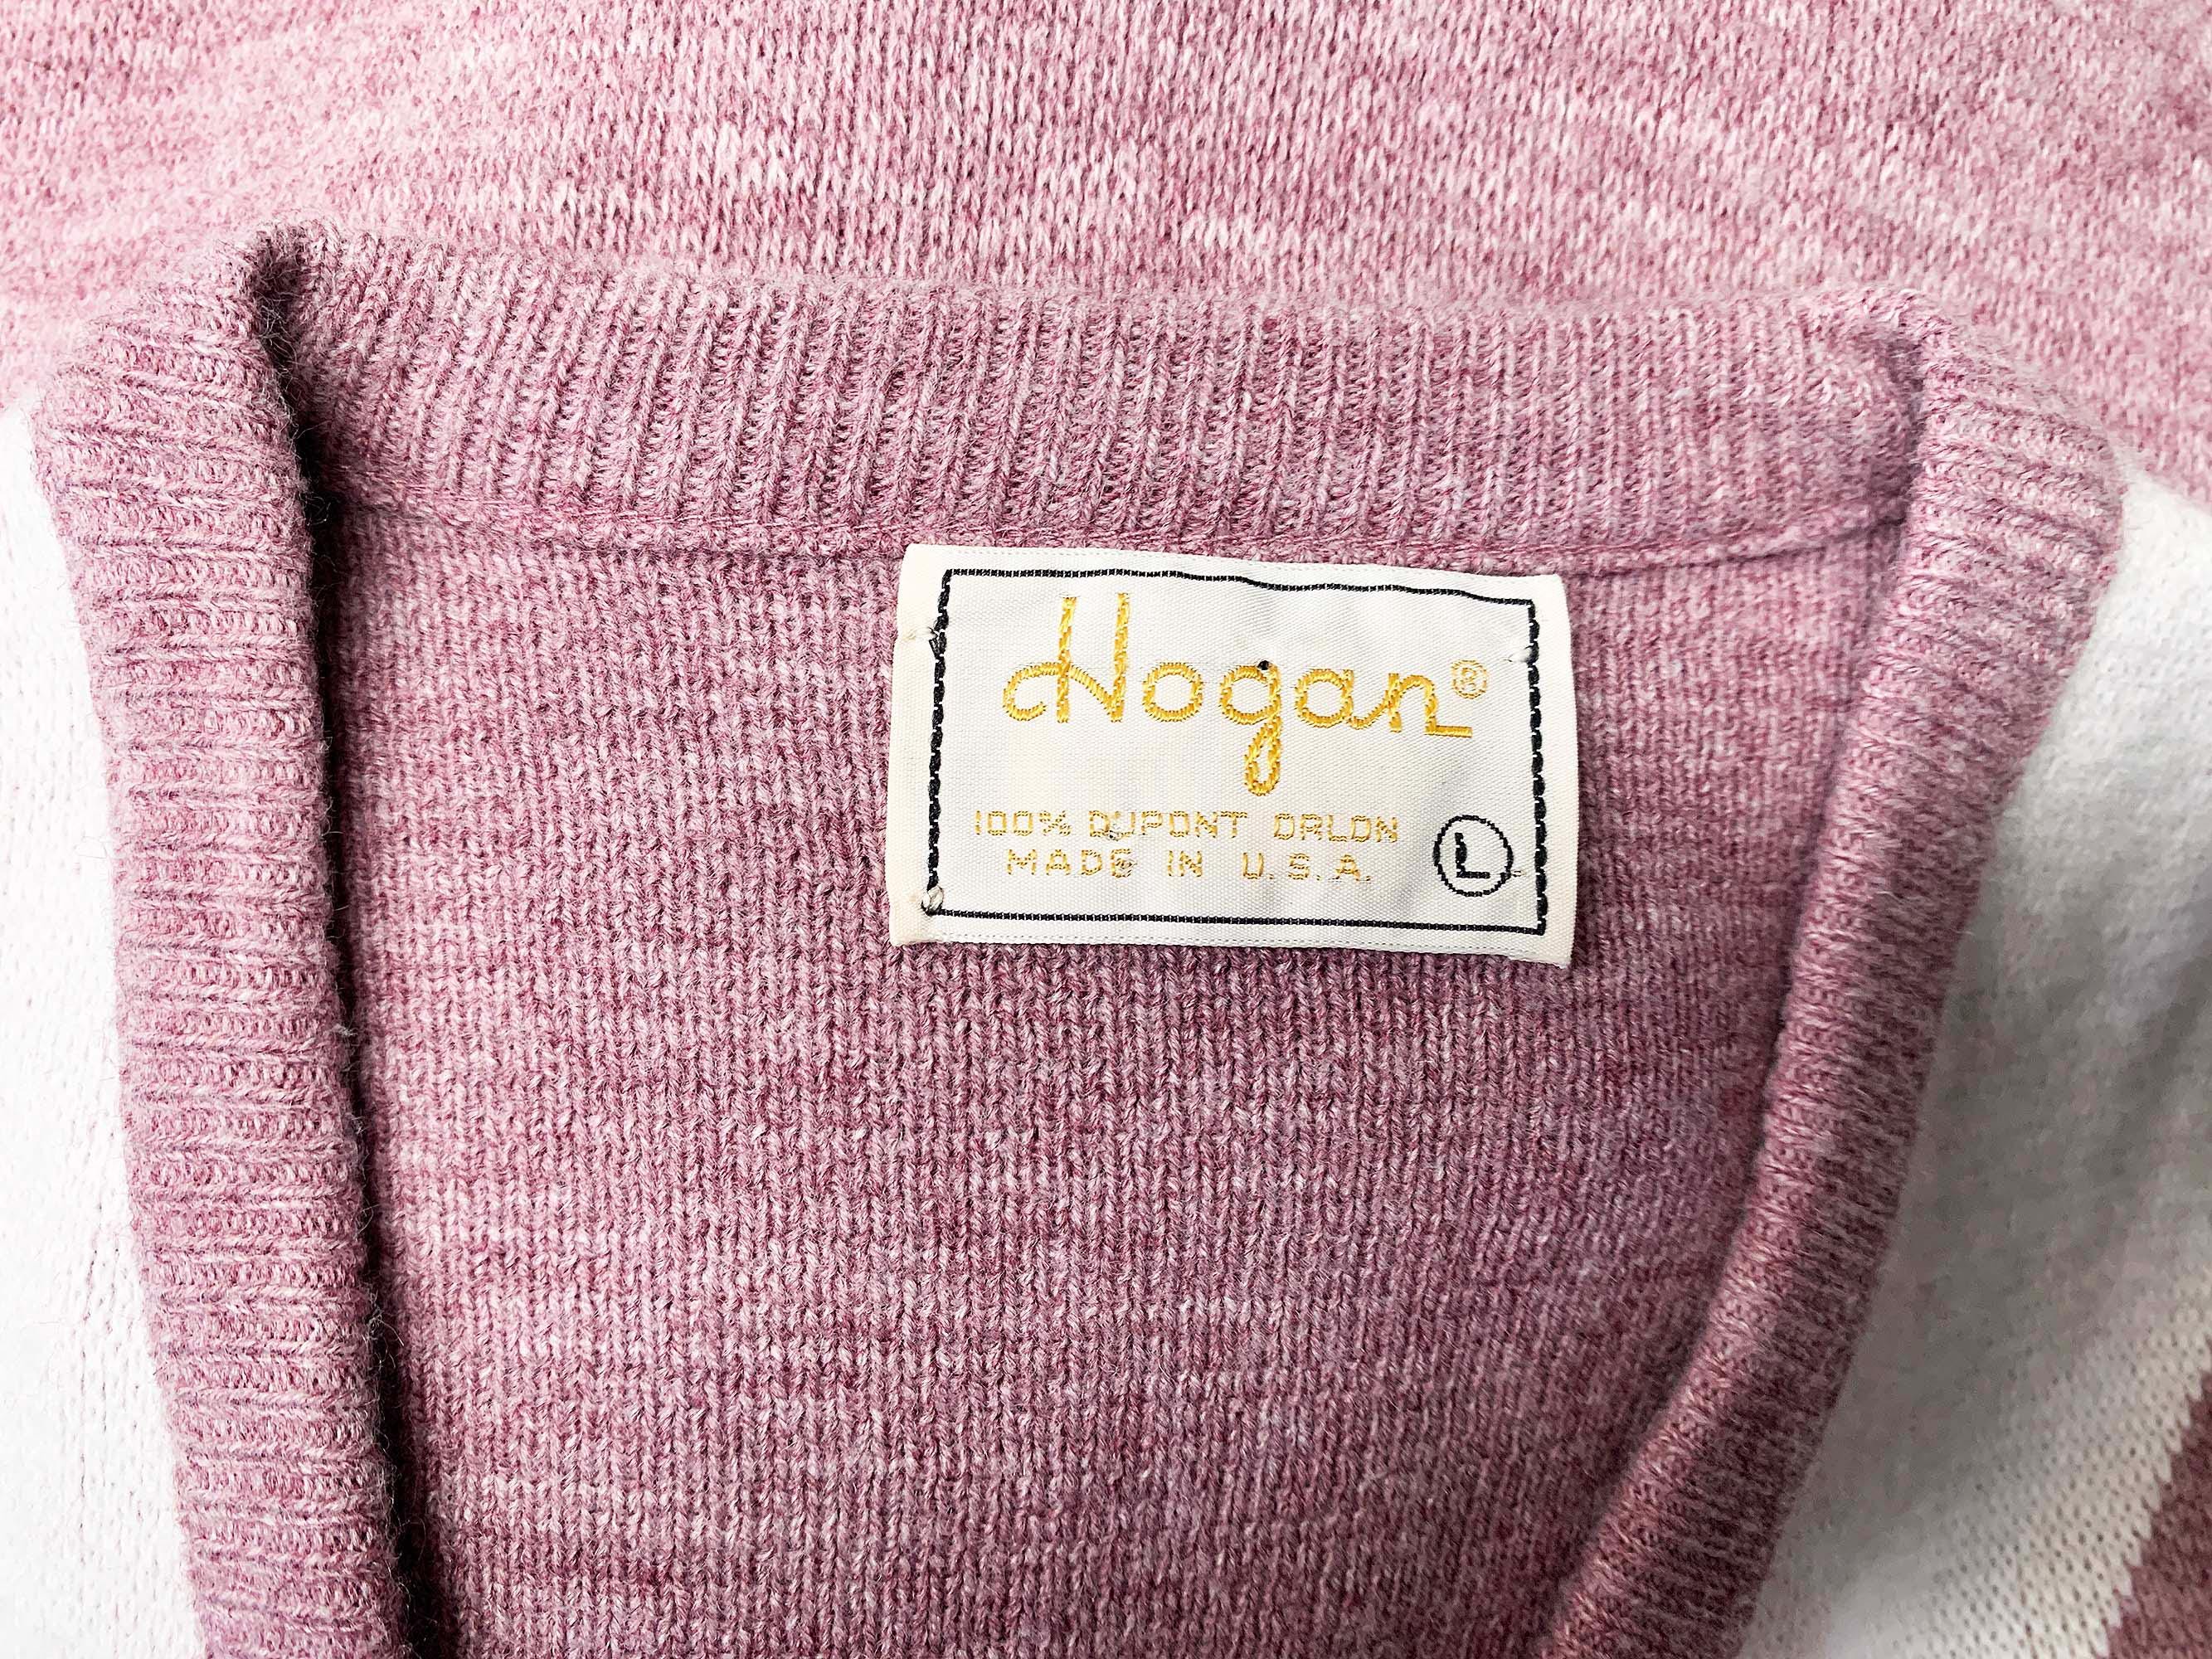 Hogan®
100% DUPONT ORLON
MADE IN U.S.A.
L